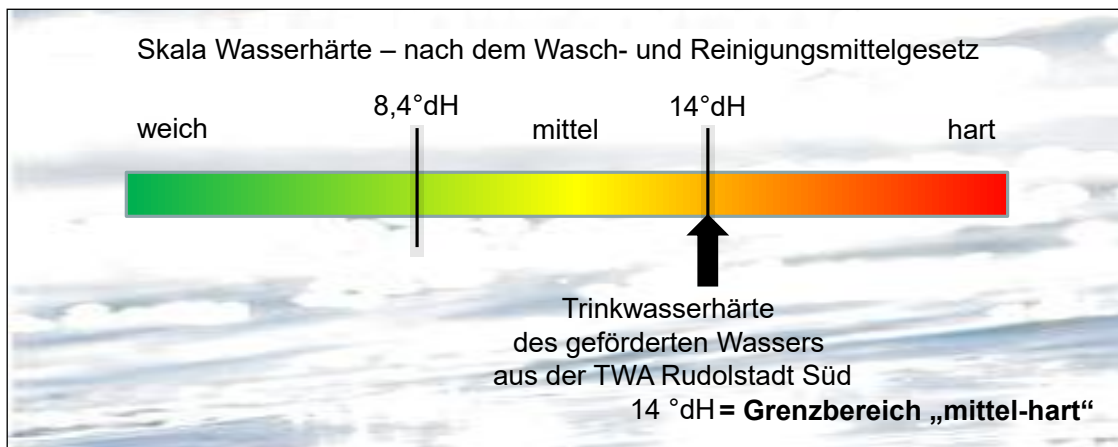 Skala Wasserhärte – nach dem Wasch- und Reinigungsmittelgesetz
8,4°dH
14°dH
weich
mittel
hart
Trinkwasserhärte
des geförderten Wassers
aus der TWA Rudolstadt Süd
14 °dH = Grenzbereich „mittel-hart“